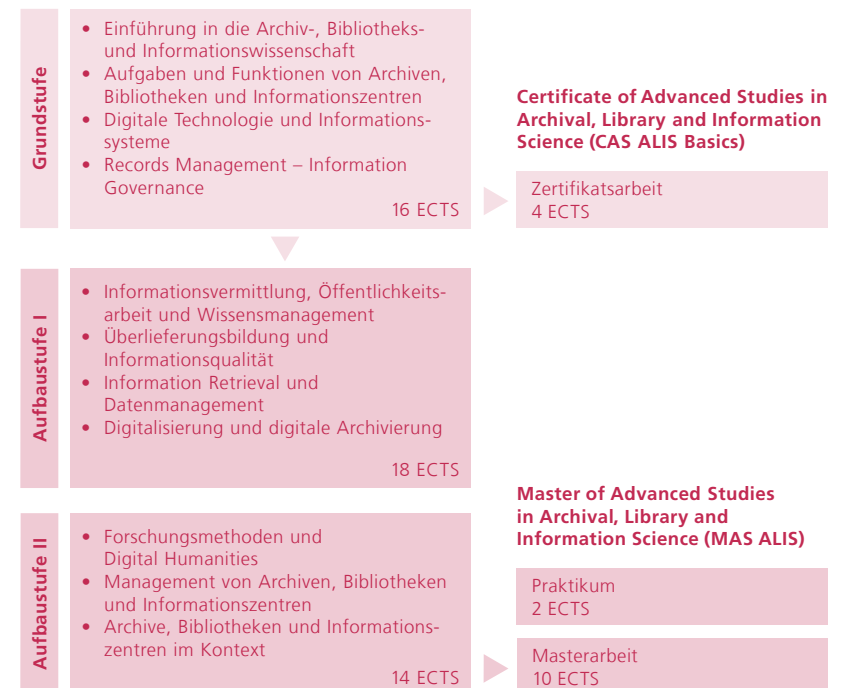 Grundstufe
• Einführung in die Archiv-, Bibliotheks-
und Informationswissenschaft
• Aufgaben und Funktionen von Archiven,
Bibliotheken und Informationszentren
• Digitale Technologie und Informations-
systeme
• Records Management – Information
Governance
16 ECTS
Certificate of Advanced Studies in
Archival, Library and Information
Science (CAS ALIS Basics)
Zertifikatsarbeit
4 ECTS
Aufbaustufe I
• Informationsvermittlung, Öffentlichkeits-
arbeit und Wissensmanagement
• Überlieferungsbildung und
Informationsqualität
• Information Retrieval und
Datenmanagement
• Digitalisierung und digitale Archivierung
18 ECTS
Aufbaustufe II
• Forschungsmethoden und
Digital Humanities
• Management von Archiven, Bibliotheken
und Informationszentren
• Archive, Bibliotheken und Informations-
zentren im Kontext
14 ECTS
Master of Advanced Studies
in Archival, Library and
Information Science (MAS ALIS)
Praktikum
2 ECTS
Masterarbeit
10 ECTS